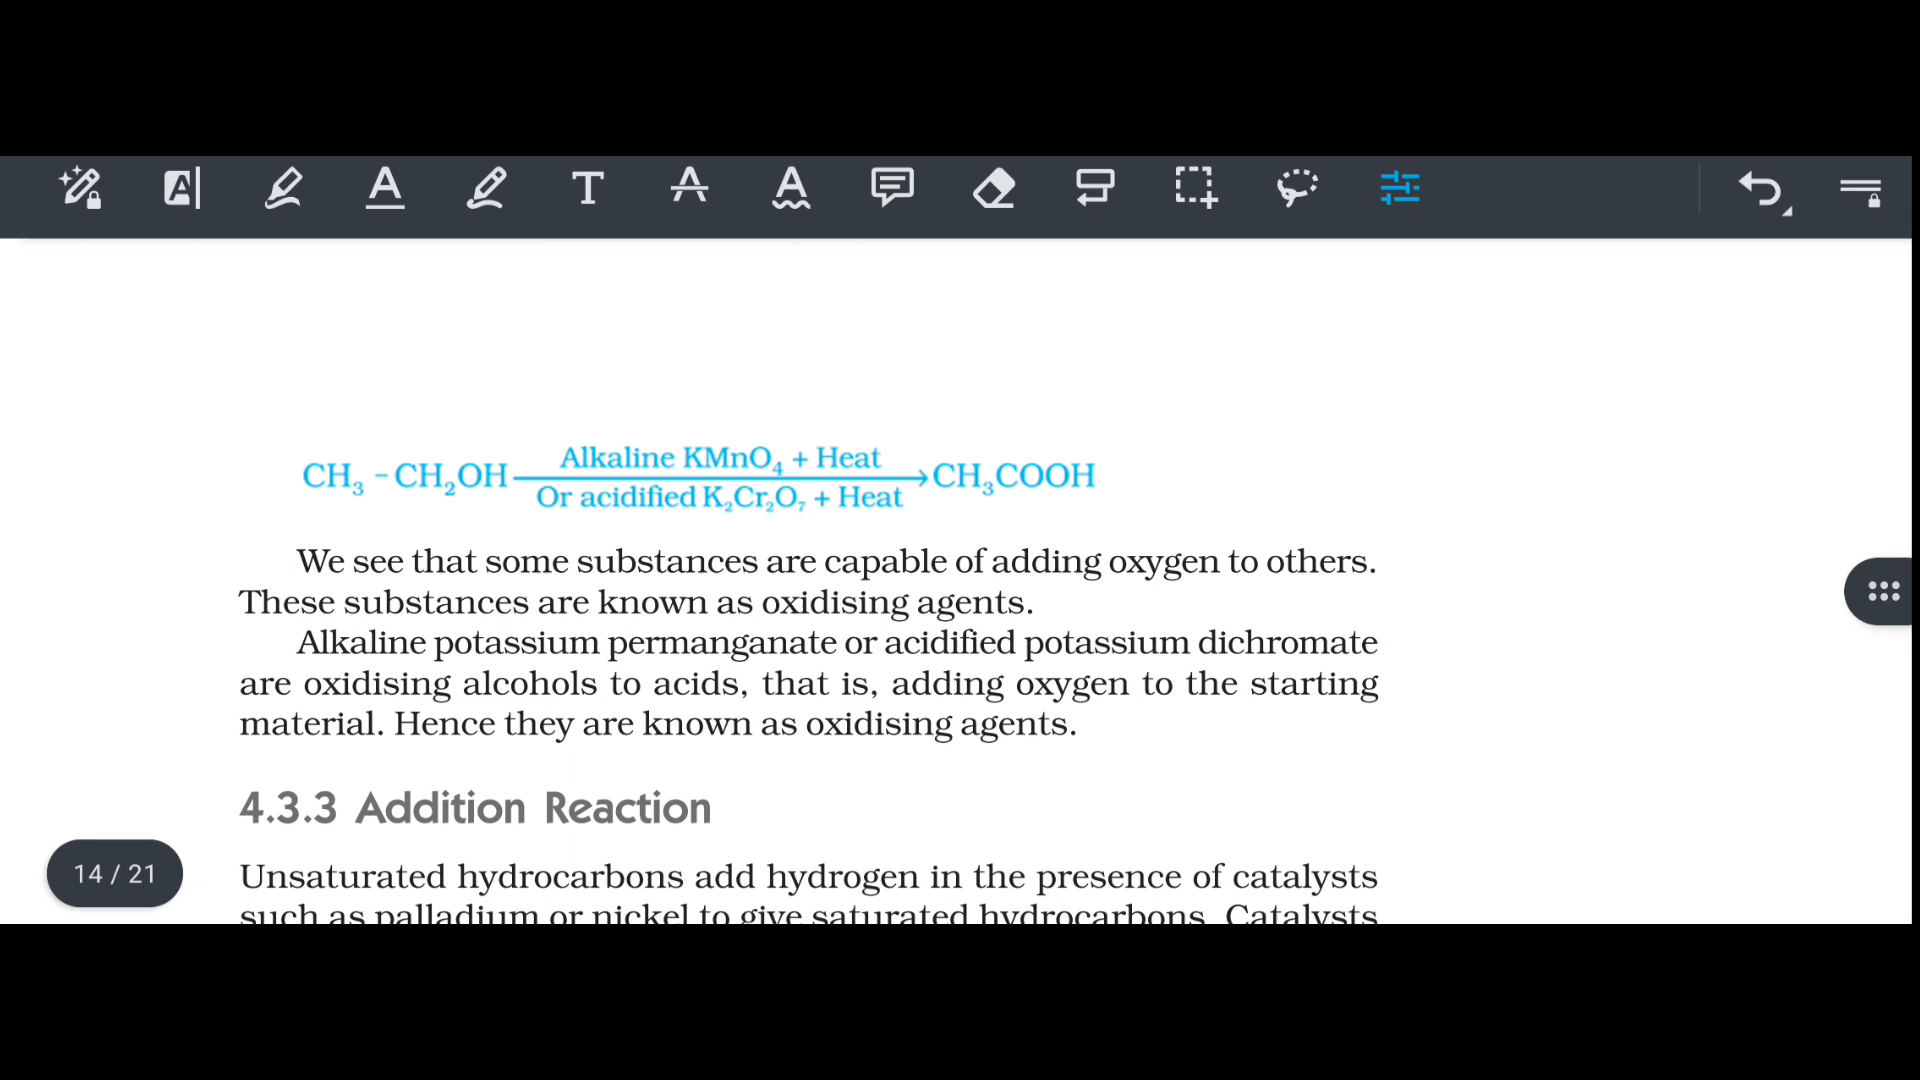 CH₃ – CH₂OH Alkaline KMnO₄ + Heat CH₃COOH
Or acidified K₂Cr₂O₇ + Heat
We see that some substances are capable of adding oxygen to others.
These substances are known as oxidising agents.
Alkaline potassium permanganate or acidified potassium dichromate
are oxidising alcohols to acids, that is, adding oxygen to the starting
material. Hence they are known as oxidising agents.
4.3.3 Addition Reaction
14 / 21
Unsaturated hydrocarbons add hydrogen in the presence of catalysts
such as palladium or nickel to give saturated hydrocarbons. Catalysts